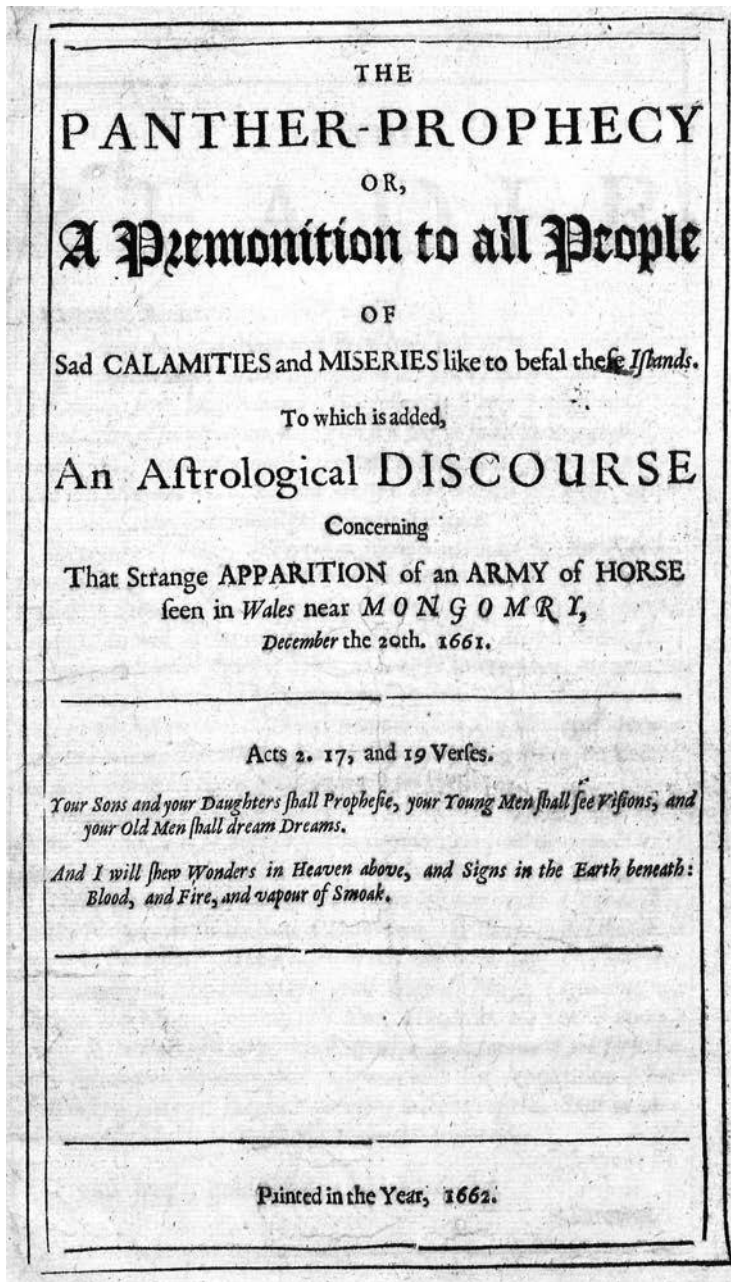 THE
PANTHER-PROPHECY
OR,
A Premonition to all People
OF
Sad CALAMITIES and MISERIES like to befal theſe Iſlands.
To which is added,
An Aſtrological DISCOURSE
Concerning
That Strange APPARITION of an ARMY of HORSE
ſeen in Wales near MONGOMRY,
December the 20th. 1661.
Acts 2. 17, and 19 Verſes.
Your Sons and your Daughters ſhall Propheſie, your Young Men ſhall ſee Viſions, and
your Old Men ſhall dream Dreams.
And I will ſhew Wonders in Heaven above, and Signs in the Earth beneath:
Blood, and Fire, and vapour of Smoak.
Printed in the Year, 1662.